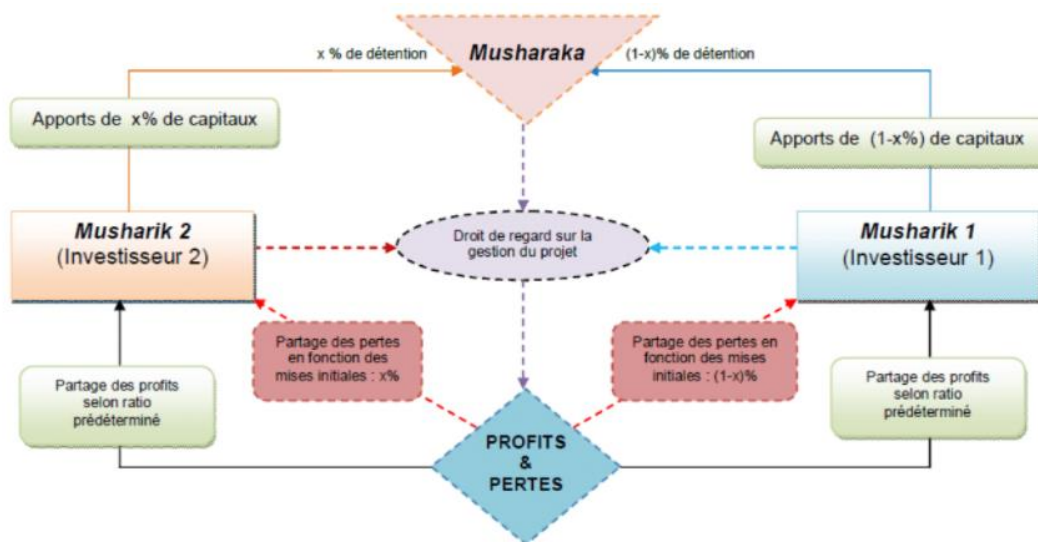 Musharaka
x % de détention
(1-x)% de détention
Apports de x% de capitaux
Apports de (1-x%) de capitaux
Musharik 2
(Investisseur 2)
Droit de regard sur la
gestion du projet
Musharik 1
(Investisseur 1)
Partage des pertes
en fonction des
mises initiales : x%
Partage des pertes en
fonction des mises
initiales : (1-x)%
Partage des profits
selon ratio
prédéterminé
Partage des profits
selon ratio
prédéterminé
PROFITS
&
PERTES